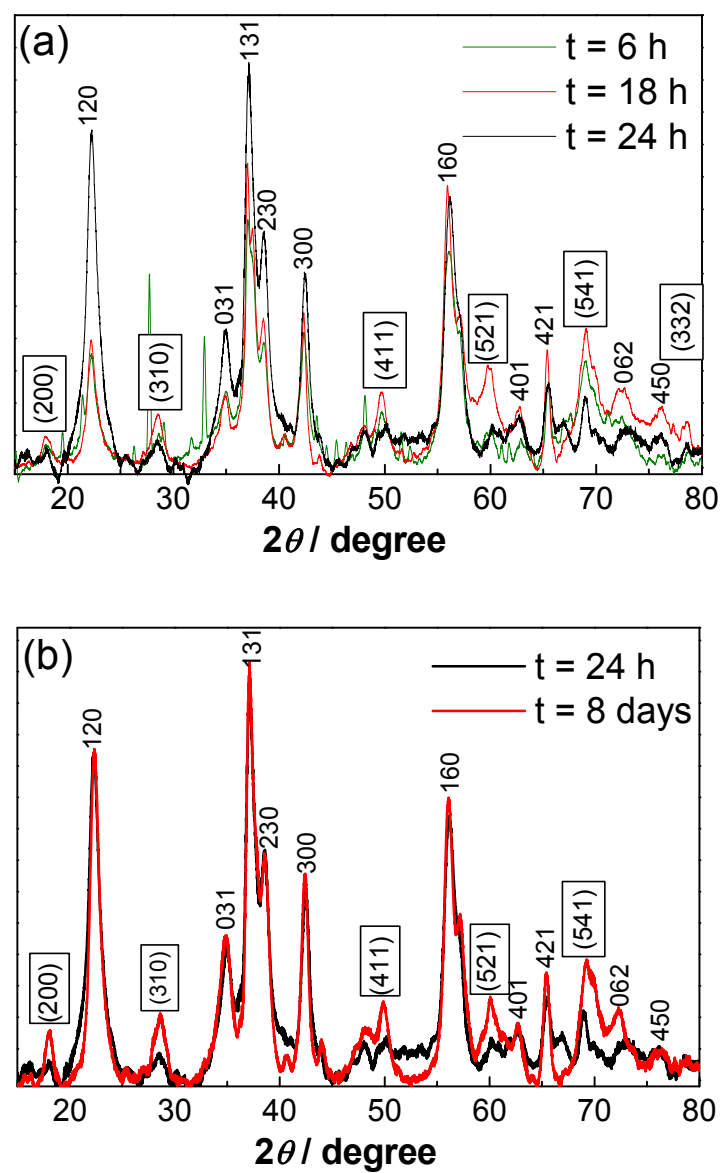 (a)
t = 6 h
t = 18 h
t = 24 h
(200)
120
(310)
031
131
230
300
(411)
160
(521)
401
421
(541)
062
450
(332)
20 30 40 50 60 70 80
2θ / degree
(b)
t = 24 h
t = 8 days
(200)
120
(310)
031
131
230
300
(411)
160
(521)
401
421
(541)
062
450
20 30 40 50 60 70 80
2θ / degree